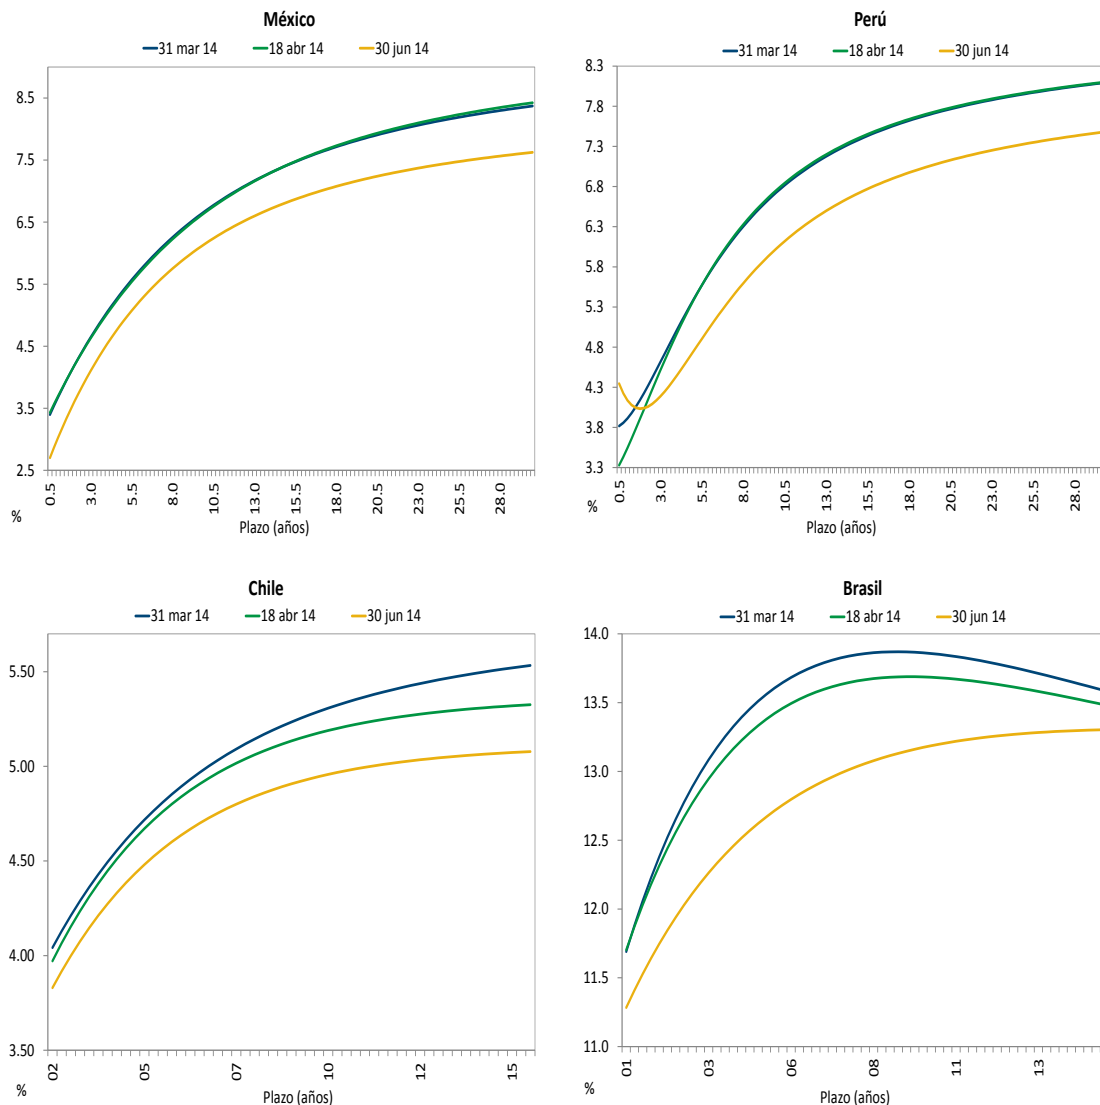 México
31 mar 14 18 abr 14 30 jun 14
8.5
7.5
6.5
5.5
4.5
3.5
2.5
0.5 3.0 5.5 8.0 10.5 13.0 15.5 18.0 20.5 23.0 25.5 28.0
%
Plazo (años)
Perú
31 mar 14 18 abr 14 30 jun 14
8.3
7.8
7.3
6.8
6.3
5.8
5.3
4.8
4.3
3.8
3.3
0.5 3.0 5.5 8.0 10.5 13.0 15.5 18.0 20.5 23.0 25.5 28.0
%
Plazo (años)
Chile
31 mar 14 18 abr 14 30 jun 14
5.50
5.00
4.50
4.00
3.50
02 05 07 10 12 15
%
Plazo (años)
Brasil
31 mar 14 18 abr 14 30 jun 14
14.0
13.5
13.0
12.5
12.0
11.5
11.0
01 03 06 08 11 13
%
Plazo (años)